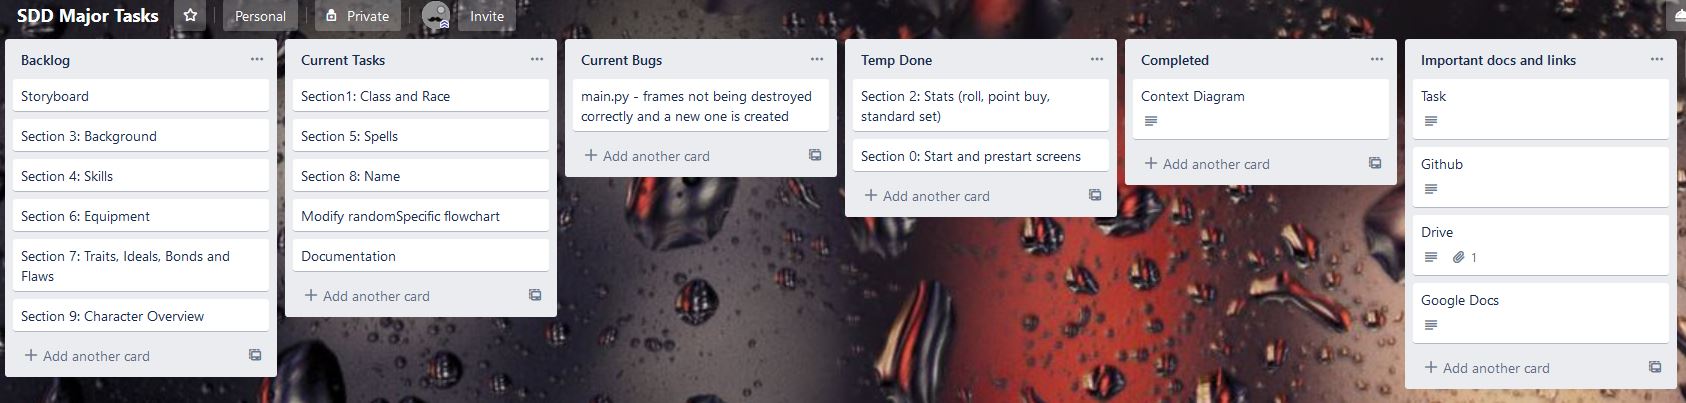 SDD Major Tasks
Personal
Private
Invite
Backlog
Storyboard
Section 3: Background
Section 4: Skills
Section 6: Equipment
Section 7: Traits, Ideals, Bonds and
Flaws
Section 9: Character Overview
+ Add another card
Current Tasks
Section1: Class and Race
Section 5: Spells
Section 8: Name
Modify randomSpecific flowchart
Documentation
+ Add another card
Current Bugs
main.py - frames not being destroyed
correctly and a new one is created
+ Add another card
Temp Done
Section 2: Stats (roll, point buy,
standard set)
Section 0: Start and prestart screens
+ Add another card
Completed
Context Diagram
+ Add another card
Important docs and links
Task
Github
Drive
1
Google Docs
+ Add another card